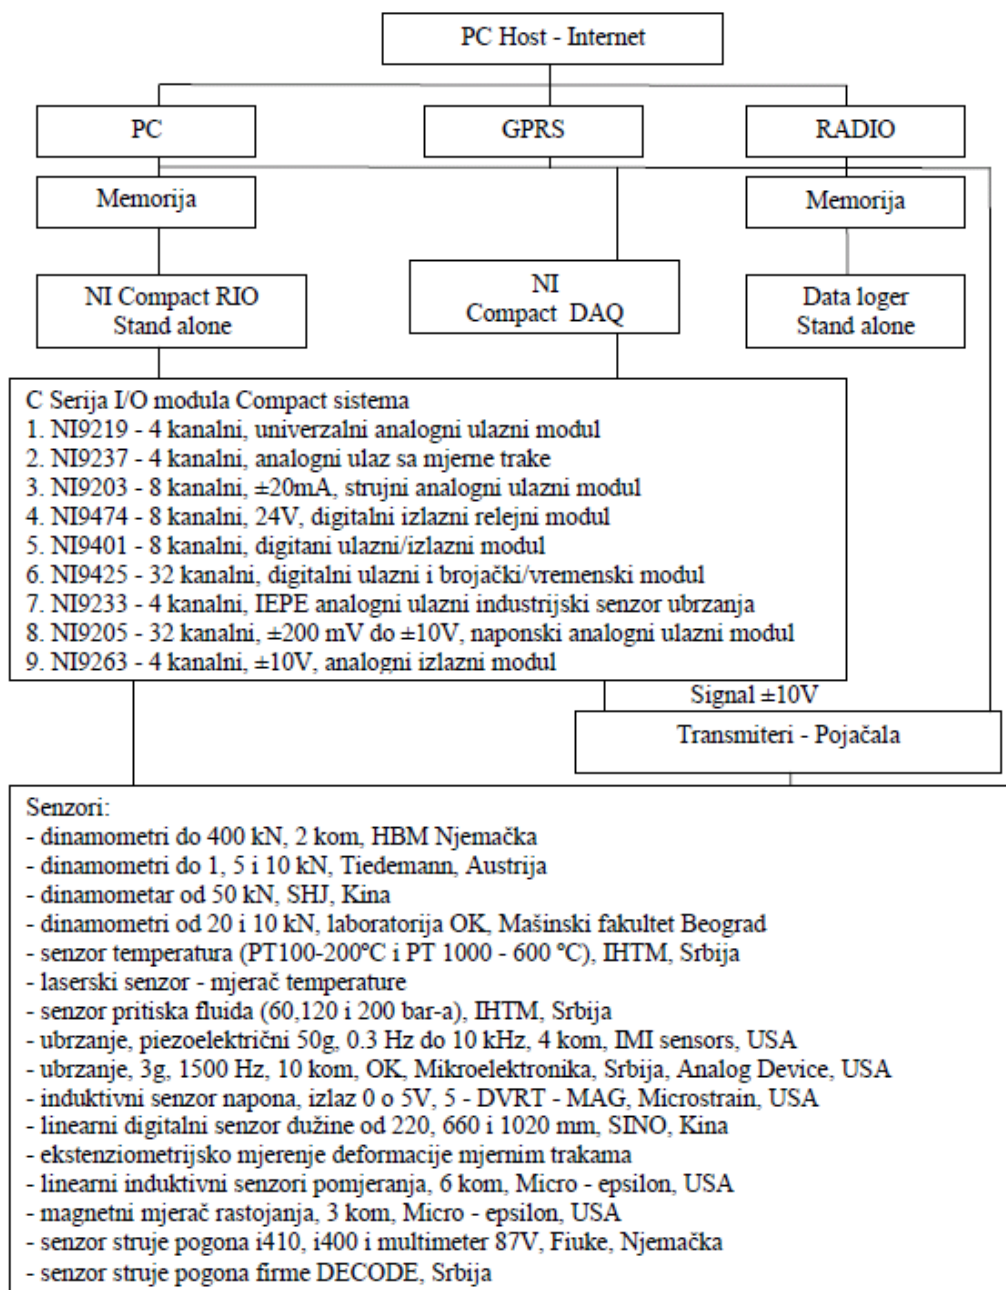 PC Host - Internet
PC
GPRS
RADIO
Memorija
Memorija
NI Compact RIO
Stand alone
NI
Compact DAQ
Data loger
Stand alone
C Serija I/O modula Compact sistema
1. NI9219 - 4 kanalni, univerzalni analogni ulazni modul
2. NI9237 - 4 kanalni, analogni ulaz sa mjerne trake
3. NI9203 - 8 kanalni, ±20mA, strujni analogni ulazni modul
4. NI9474 - 8 kanalni, 24V, digitalni izlazni relejni modul
5. NI9401 - 8 kanalni, digitani ulazni/izlazni modul
6. NI9425 - 32 kanalni, digitalni ulazni i brojački/vremenski modul
7. NI9233 - 4 kanalni, IEPE analogni ulazni industrijski senzor ubrzanja
8. NI9205 - 32 kanalni, ±200 mV do ±10V, naponski analogni ulazni modul
9. NI9263 - 4 kanalni, ±10V, analogni izlazni modul
Signal ±10V
Transmiteri - Pojačala
Senzori:
- dinamometri do 400 kN, 2 kom, HBM Njemačka
- dinamometri do 1, 5 i 10 kN, Tiedemann, Austrija
- dinamometar od 50 kN, SHJ, Kina
- dinamometri od 20 i 10 kN, laboratorija OK, Mašinski fakultet Beograd
- senzor temperatura (PT100-200ºC i PT 1000 - 600 ºC), IHTM, Srbija
- laserski senzor - mjerač temperature
- senzor pritiska fluida (60,120 i 200 bar-a), IHTM, Srbija
- ubrzanje, piezoelektrični 50g, 0.3 Hz do 10 kHz, 4 kom, IMI sensors, USA
- ubrzanje, 3g, 1500 Hz, 10 kom, OK, Mikroelektronika, Srbija, Analog Device, USA
- induktivni senzor napona, izlaz 0 o 5V, 5 - DVRT - MAG, Microstrain, USA
- linearni digitalni senzor dužine od 220, 660 i 1020 mm, SINO, Kina
- ekstenziometrijsko mjerenje deformacije mjernim trakama
- linearni induktivni senzori pomjeranja, 6 kom, Micro - epsilon, USA
- magnetni mjerač rastojanja, 3 kom, Micro - epsilon, USA
- senzor struje pogona i410, i400 i multimeter 87V, Fiuke, Njemačka
- senzor struje pogona firme DECODE, Srbija